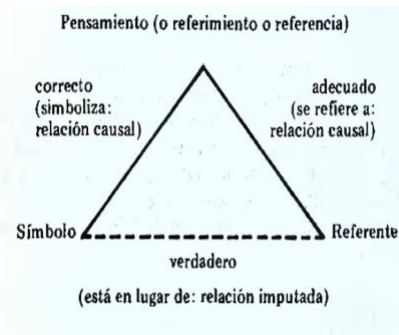 Pensamiento (o referimiento o referencia)
correcto
(simboliza:
relación causal)
adecuado
(se refiere a:
relación causal)
Símbolo
Referente
verdadero
(está en lugar de: relación imputada)